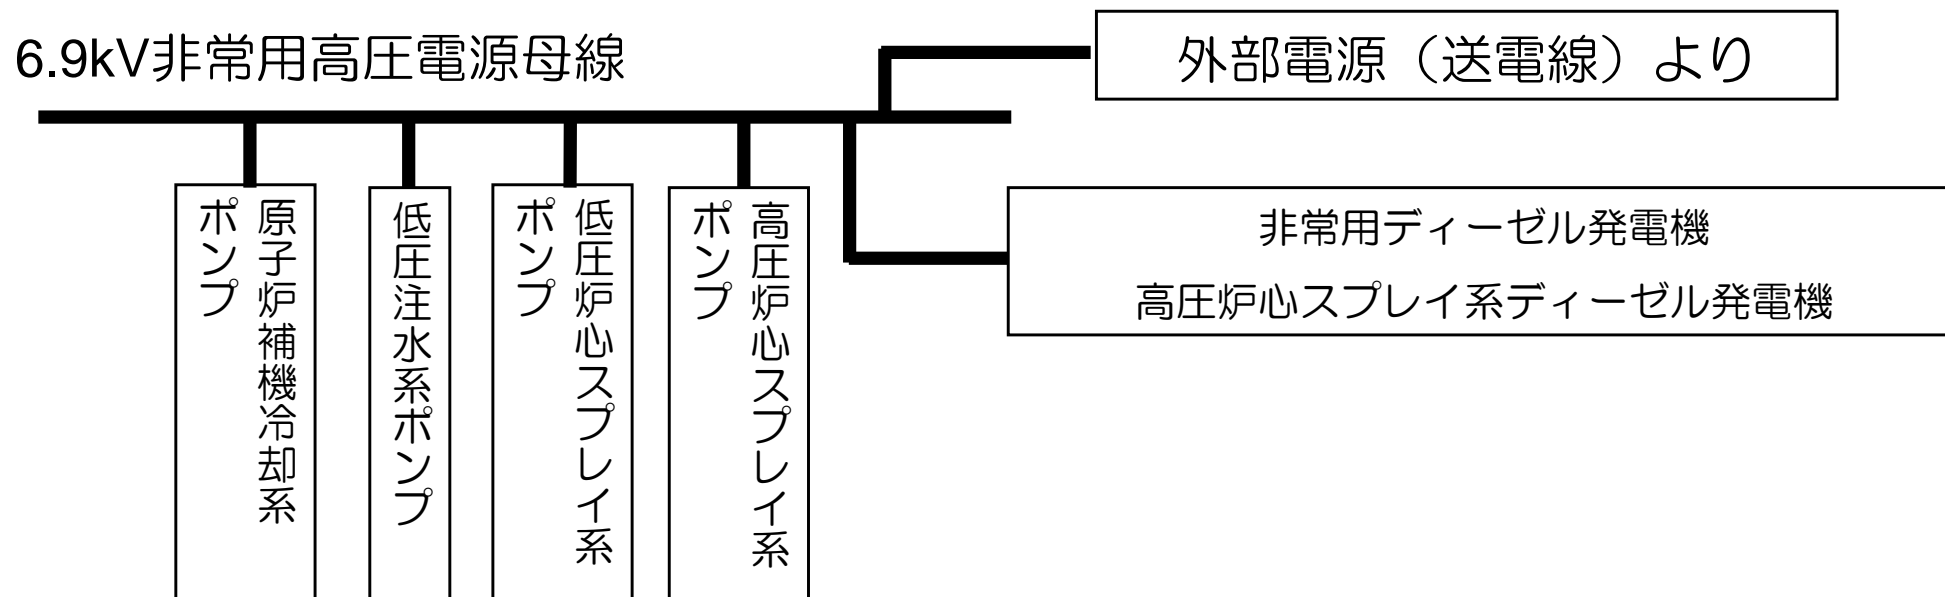 6.9kV非常用高圧電源母線
外部電源（送電線）より
非常用ディーゼル発電機
高圧炉心スプレイ系ディーゼル発電機
原子炉補機冷却系
ポンプ
低圧注水系ポンプ
低圧炉心スプレイ系
ポンプ
高圧炉心スプレイ系
ポンプ